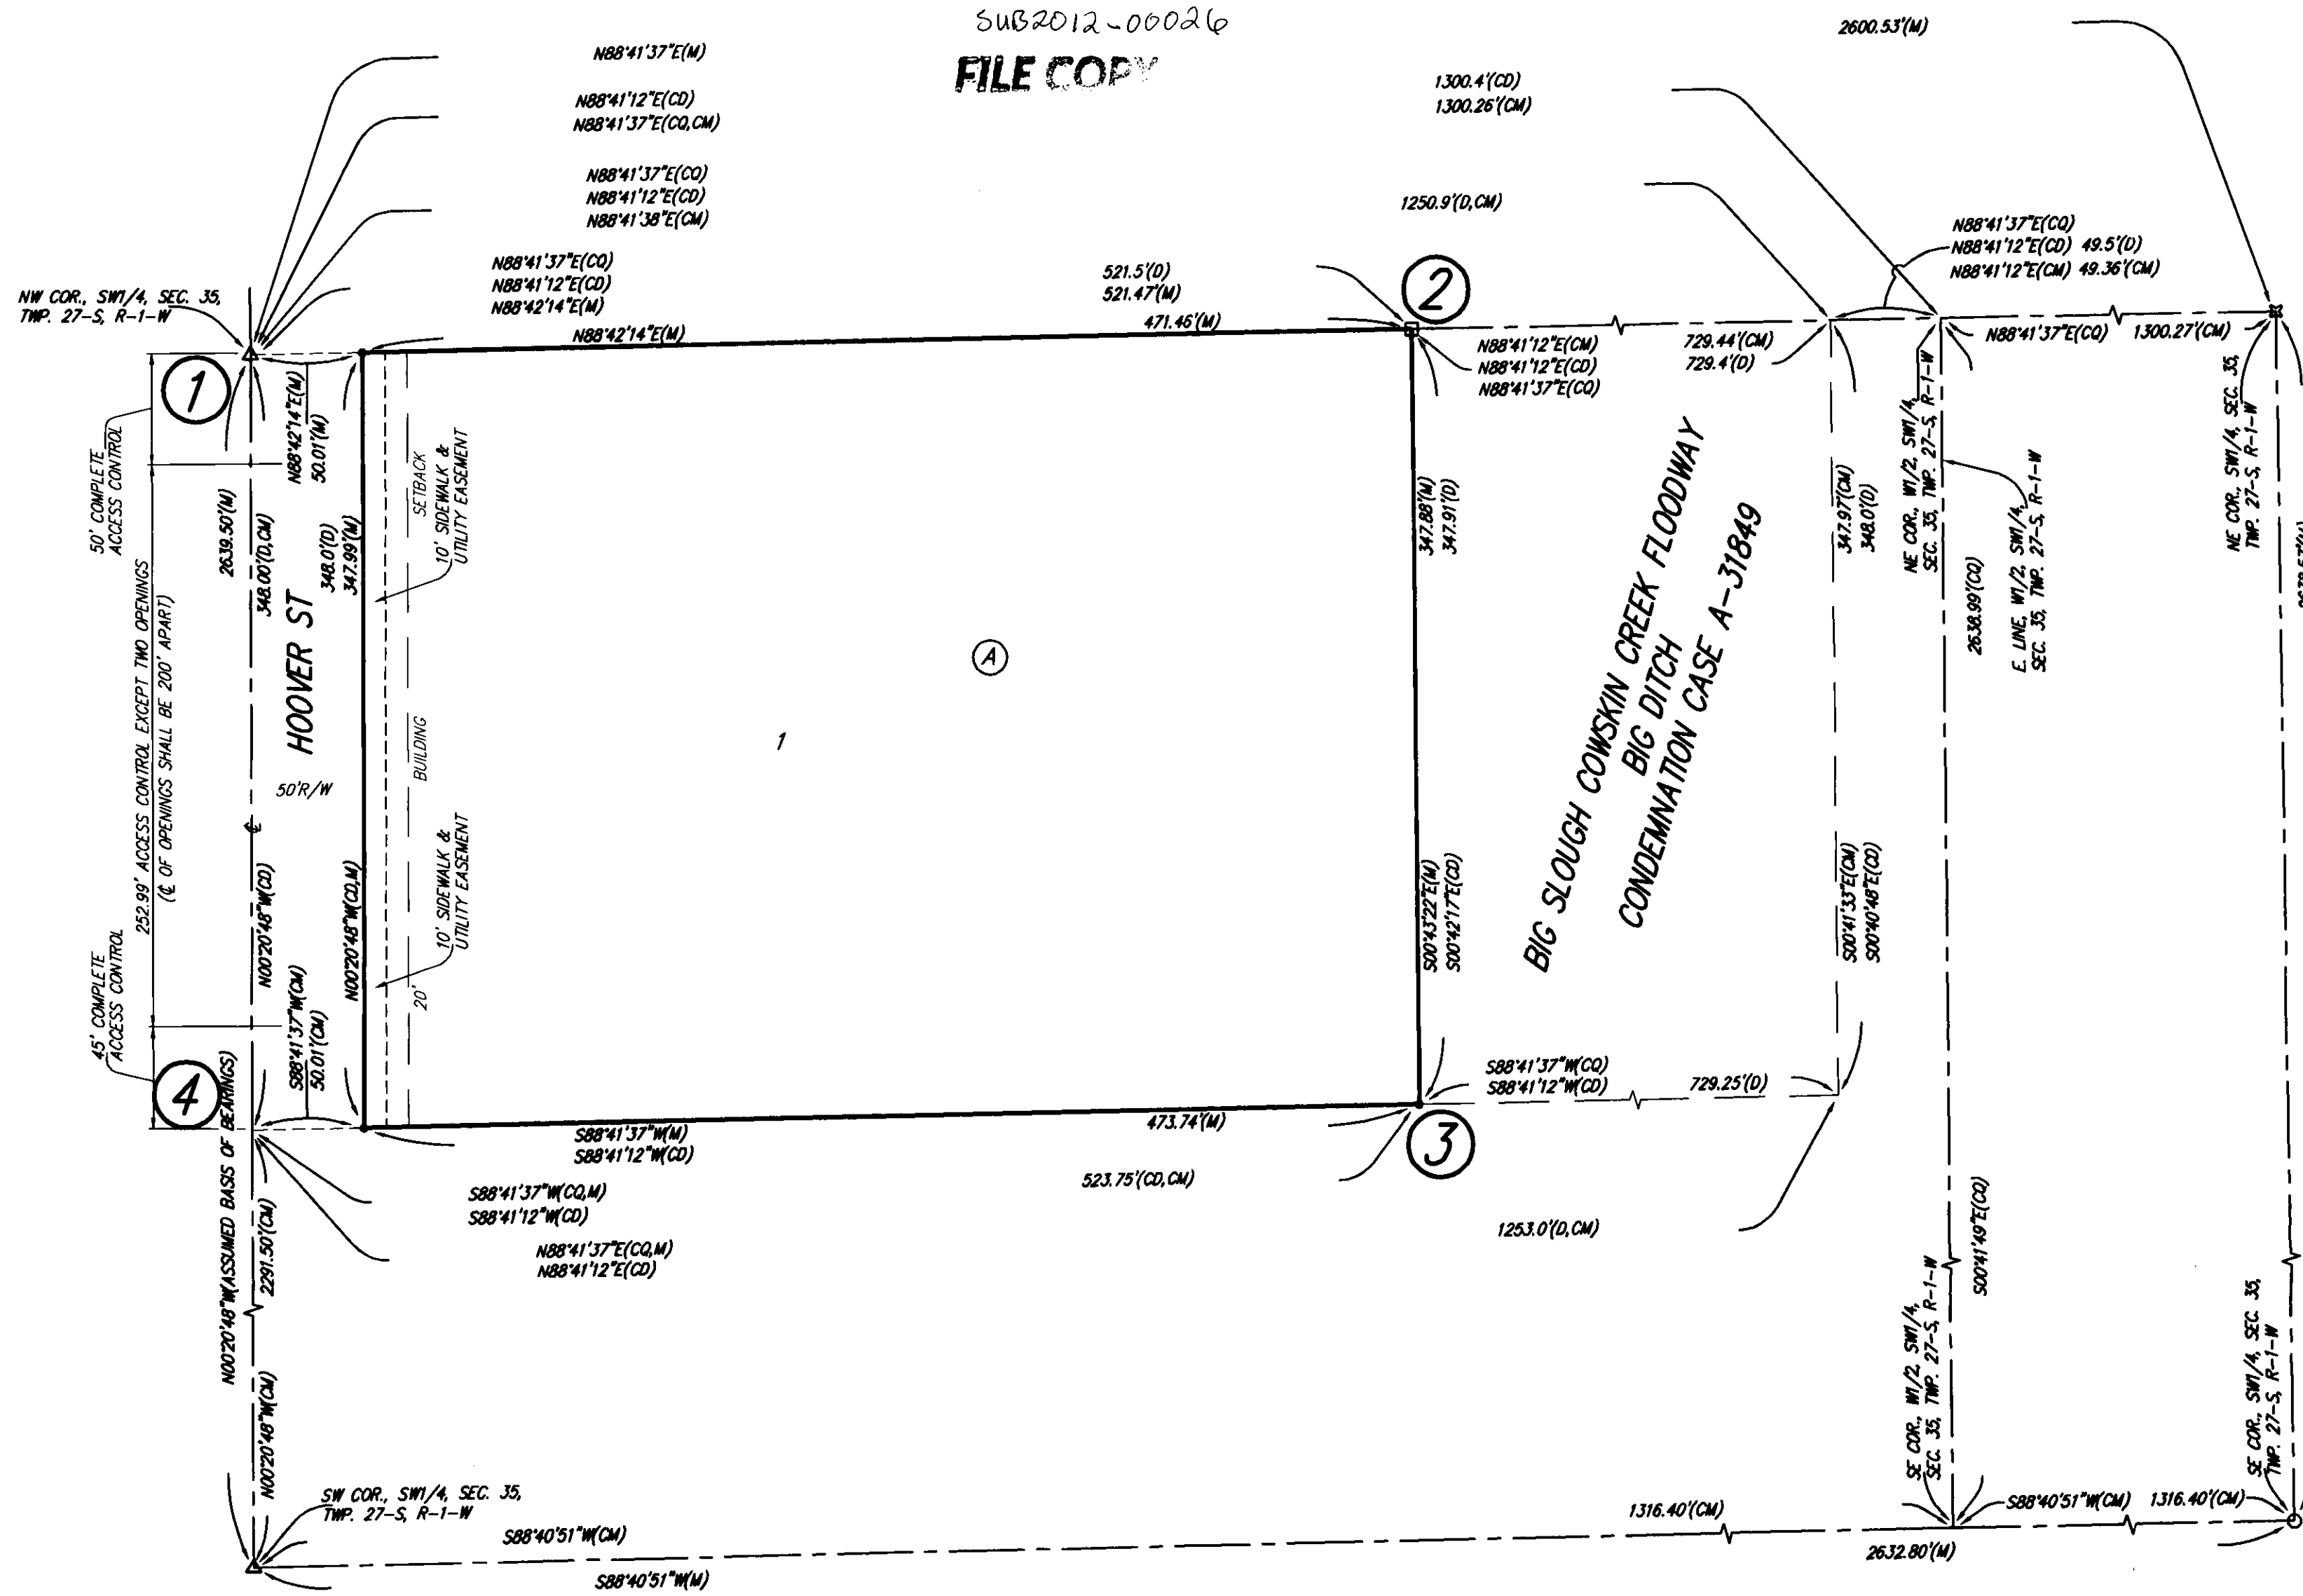 SUB2012-00026
FILE COPY
2600.53'(M)
N88°41'37"E(M)
N88°41'12"E(CD)
N88°41'37"E(CQ,CM)
1300.4'(CD)
1300.26'(CM)
N88°41'37"E(CQ)
N88°41'12"E(CD)
N88°41'38"E(CM)
1250.9'(D,CM)
N88°41'37"E(CQ)
N88°41'12"E(CD) 49.5'(D)
N88°41'12"E(CM) 49.36'(CM)
N88°41'37"E(CQ)
N88°41'12"E(CD)
N88°42'14"E(M)
521.5'(D)
521.47'(M)
2
NW COR., SW1/4, SEC. 35,
TWP. 27-S, R-1-W
N88°42'14"E(M)
471.46'(M)
N88°41'12"E(CM)
N88°41'12"E(CD)
N88°41'37"E(CQ)
729.44'(CM)
729.4'(D)
N88°41'37"E(CQ) 1300.27'(CM)
1
N88°42'14"E(M)
50.01'(M)
50' COMPLETE
ACCESS CONTROL
252.99' ACCESS CONTROL EXCEPT TWO OPENINGS
(℄ OF OPENINGS SHALL BE 200' APART)
45' COMPLETE
ACCESS CONTROL
2639.50'(M)
348.00'(D,CM)
HOOVER ST
50'R/W
348.0'(D)
347.99'(M)
℄
N00°20'48"W(CD)
N00°20'48"W(CD,M)
S88°41'37"W(CM)
50.01'(CM)
SETBACK
10' SIDEWALK &
UTILITY EASEMENT
BUILDING
10' SIDEWALK &
UTILITY EASEMENT
20'
A
1
347.88'(M)
347.91'(D)
S00°43'22"E(M)
S00°42'17"E(CD)
BIG SLOUGH COWSKIN CREEK FLOODWAY
BIG DITCH
CONDEMNATION CASE A-31849
347.97'(CM)
348.0'(D)
S00°41'33"E(CM)
S00°40'48"E(CD)
NE COR., W1/2, SW1/4,
SEC. 35, TWP. 27-S, R-1-W
2638.99'(CQ)
E. LINE, W1/2, SW1/4,
SEC. 35, TWP. 27-S, R-1-W
NE COR., SW1/4, SEC. 35,
TWP. 27-S, R-1-W
4
S88°41'37"W(CQ)
S88°41'12"W(CD)
729.25'(D)
S88°41'37"W(M)
S88°41'12"W(CD)
473.74'(M)
3
523.75'(CD,CM)
S88°41'37"W(CQ,M)
S88°41'12"W(CD)
N88°41'37"E(CQ,M)
N88°41'12"E(CD)
1253.0'(D,CM)
N00°20'48"W(ASSUMED BASIS OF BEARINGS)
2291.50'(CM)
N00°20'48"W(CM)
S00°41'49"E(CQ)
SE COR., W1/2, SW1/4,
SEC. 35, TWP. 27-S, R-1-W
SE COR., SW1/4, SEC. 35,
TWP. 27-S, R-1-W
SW COR., SW1/4, SEC. 35,
TWP. 27-S, R-1-W
S88°40'51"W(CM)
1316.40'(CM)
S88°40'51"W(CM) 1316.40'(CM)
S88°40'51"W(M)
2632.80'(M)